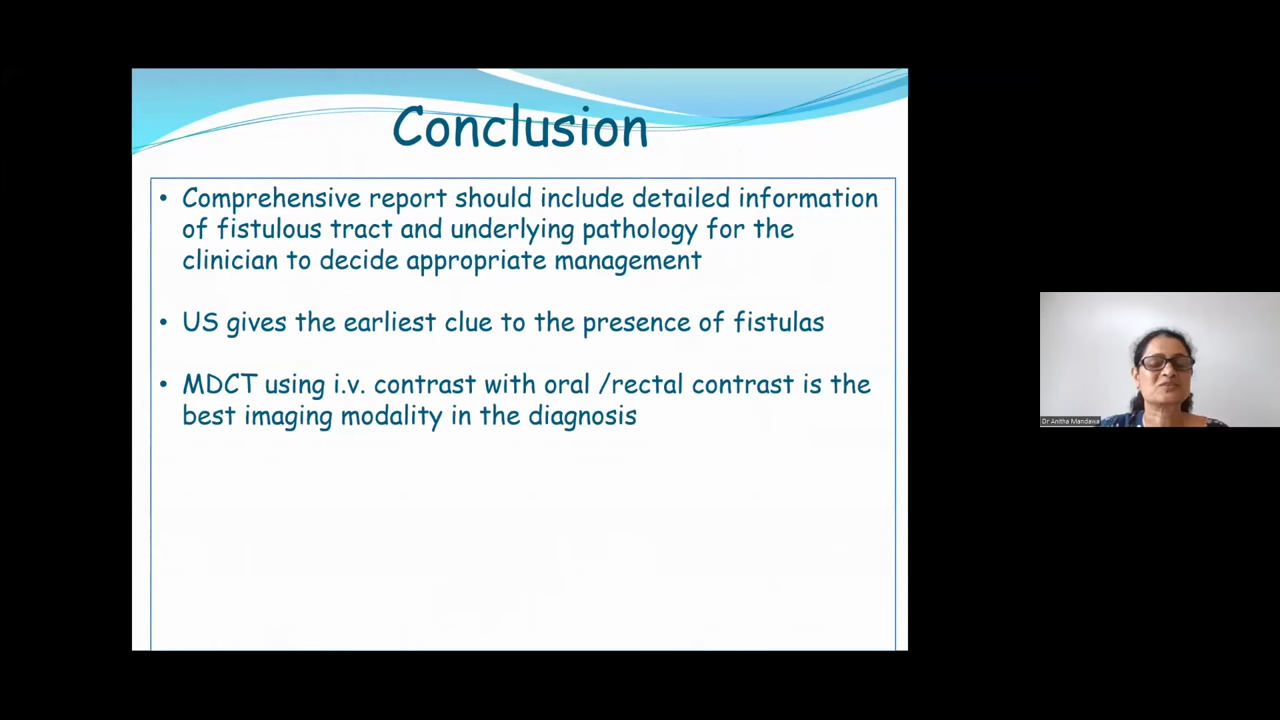 Conclusion
• Comprehensive report should include detailed information
of fistulous tract and underlying pathology for the
clinician to decide appropriate management
• US gives the earliest clue to the presence of fistulas
• MDCT using i.v. contrast with oral /rectal contrast is the
best imaging modality in the diagnosis
Dr Anitha Mandawa